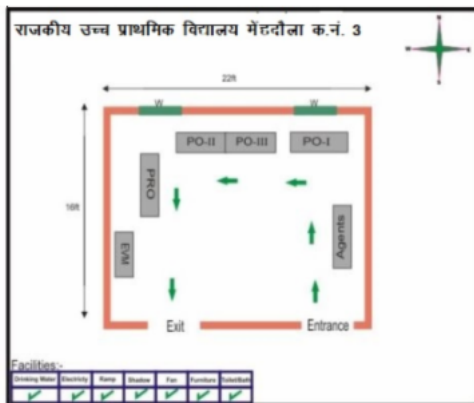 राजकीय उच्च प्राथमिक विद्यालय मेंहदौला क.नं. 3
22ft
W W
PO-II PO-III PO-I
16ft
PRO
Agents
EVM
Exit Entrance
Facilities:-
Drinking Water Electricity Ramp Shadow Fan Furniture Toilet/Bath